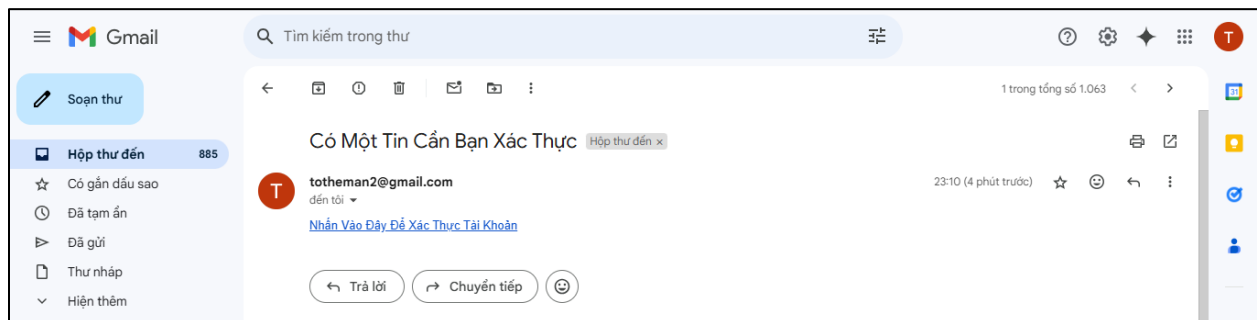 Gmail
Tìm kiếm trong thư
T
Soạn thư
1 trong tổng số 1.063
31
Có Một Tin Cần Bạn Xác Thực Hộp thư đến x
Hộp thư đến 885
T
totheman2@gmail.com
23:10 (4 phút trước)
đến tôi
Có gắn dấu sao
Nhấn Vào Đây Để Xác Thực Tài Khoản
Đã tạm ẩn
Đã gửi
Thư nháp
Trả lời
Chuyển tiếp
Hiện thêm